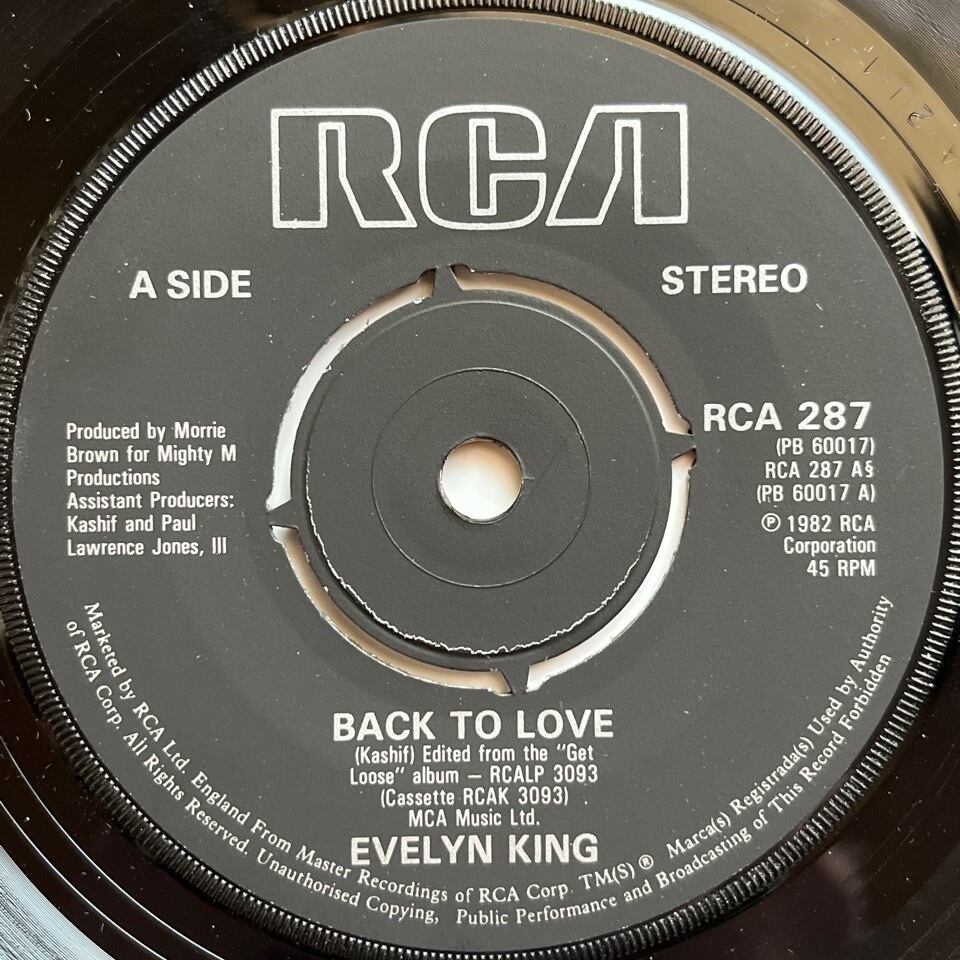 RCA
A SIDE
STEREO
Produced by Morrie
Brown for Mighty M
Productions
Assistant Producers:
Kashif and Paul
Lawrence Jones, III
RCA 287
(PB 60017)
RCA 287 A§
(PB 60017 A)
℗ 1982 RCA
Corporation
45 RPM
BACK TO LOVE
(Kashif) Edited from the "Get
Loose" album – RCALP 3093
(Cassette RCAK 3093)
MCA Music Ltd.
EVELYN KING
Marketed by RCA Ltd. England From Master Recordings of RCA Corp. TM(S) ® Marca(s) Registrada(s) Used by Authority
of RCA Corp. All Rights Reserved. Unauthorised Copying, Public Performance and Broadcasting of This Record Forbidden